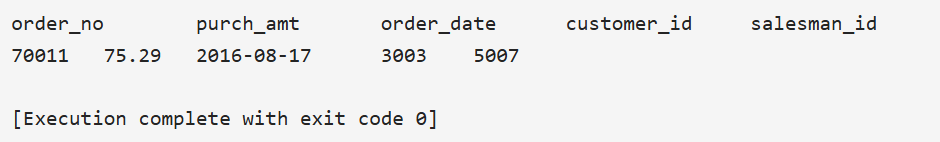 order_no        purch_amt       order_date      customer_id     salesman_id
70011   75.29   2016-08-17      3003    5007
[Execution complete with exit code 0]